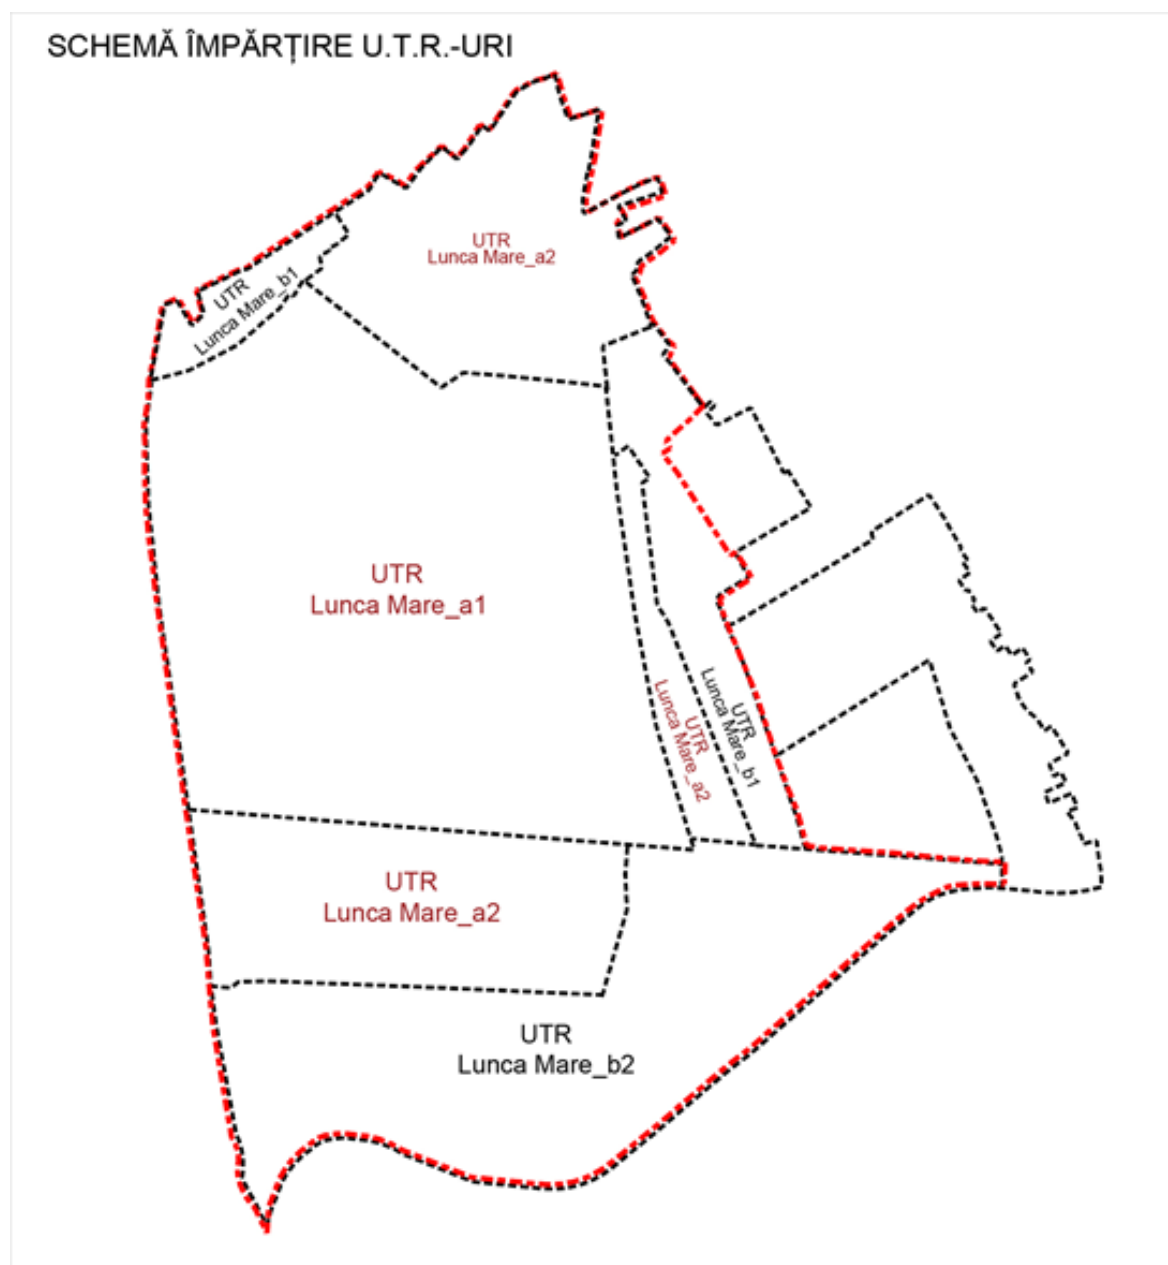 SCHEMĂ ÎMPĂRȚIRE U.T.R.-URI
UTR
Lunca Mare_a2
UTR
Lunca Mare_b1
UTR
Lunca Mare_a1
UTR
Lunca Mare_a2
UTR
Lunca Mare_b1
UTR
Lunca Mare_a2
UTR
Lunca Mare_b2